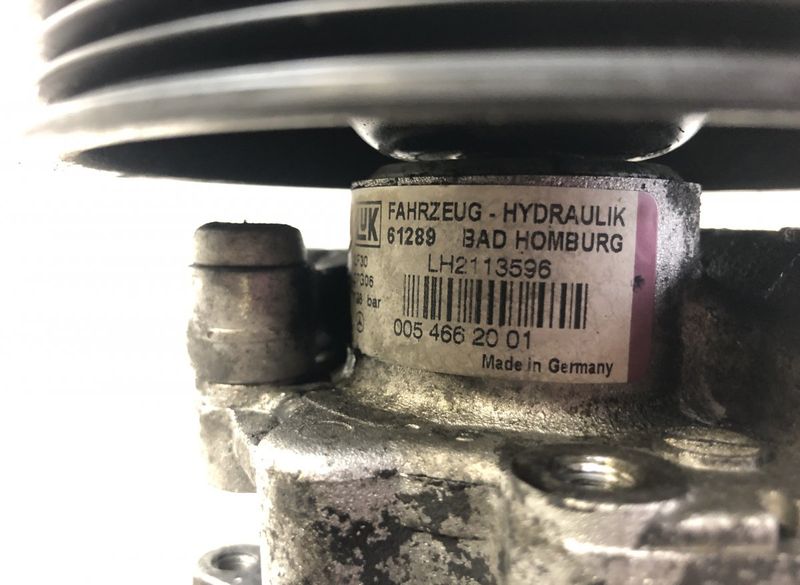 LuK FAHRZEUG - HYDRAULIK
61289 BAD HOMBURG
LH2113596
bar
005 466 20 01
Made in Germany